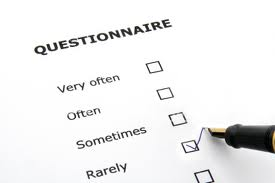 QUESTIONNAIRE
Very often
Often
Sometimes
Rarely